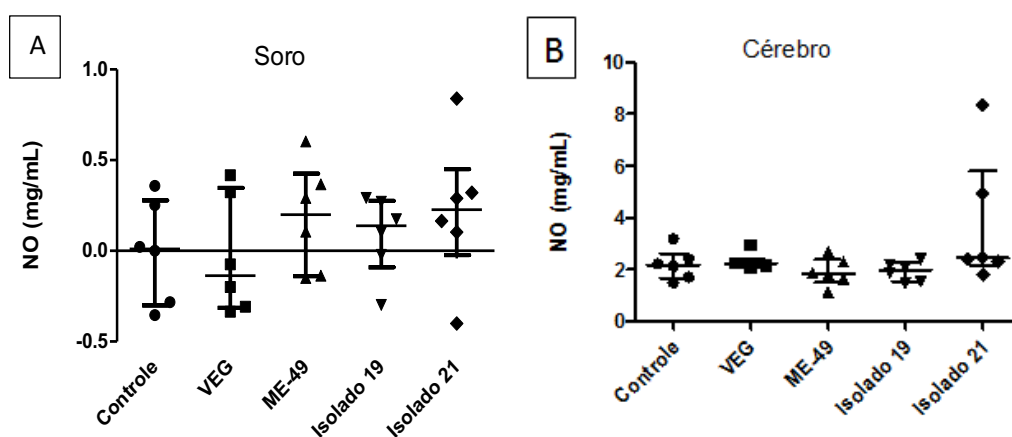 A
Soro
NO (mg/mL)
1.0
0.5
0.0
-0.5
Controle
VEG
ME-49
Isolado 19
Isolado 21
B
Cérebro
NO (mg/mL)
10
8
6
4
2
0
Controle
VEG
ME-49
Isolado 19
Isolado 21